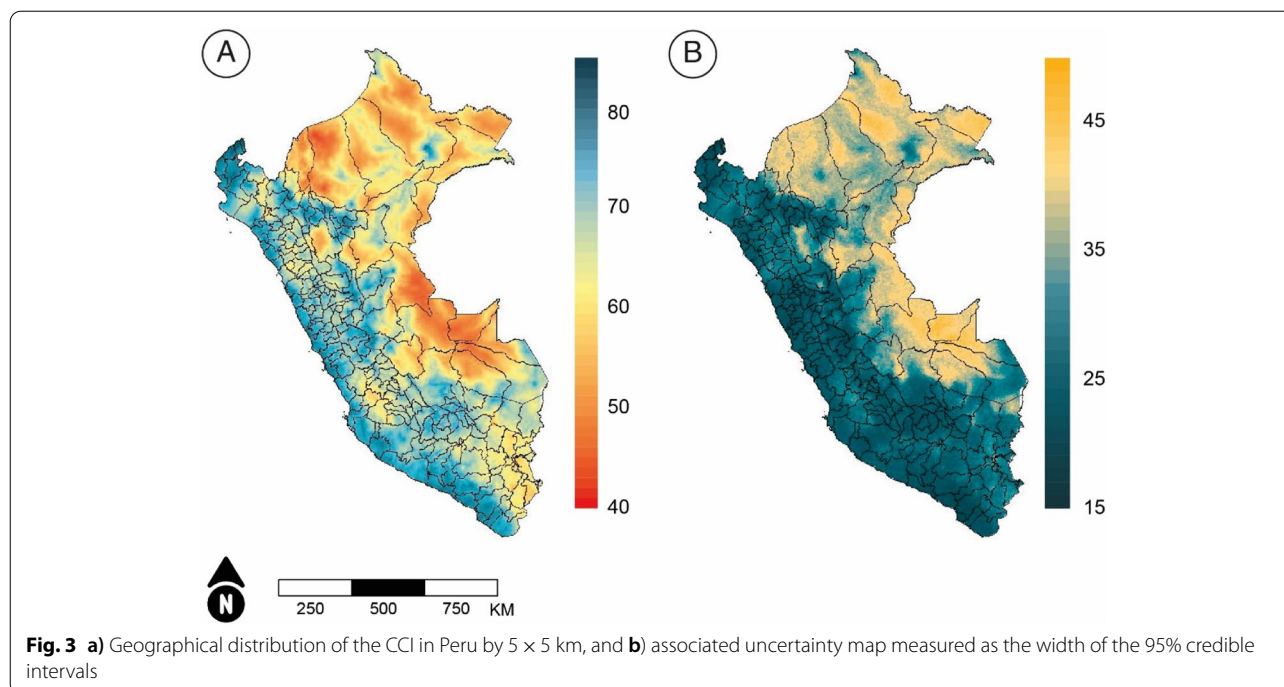 A
B
80
70
60
50
40
45
35
25
15
N
250 500 750 KM
Fig. 3 a) Geographical distribution of the CCI in Peru by 5 × 5 km, and b) associated uncertainty map measured as the width of the 95% credible
intervals